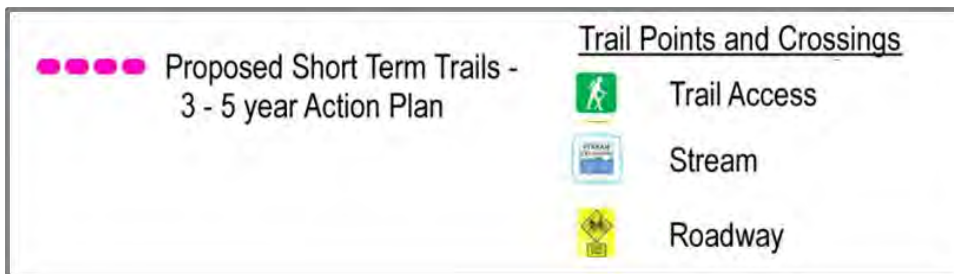 Proposed Short Term Trails -
3 - 5 year Action Plan
Trail Points and Crossings
Trail Access
Stream
Roadway